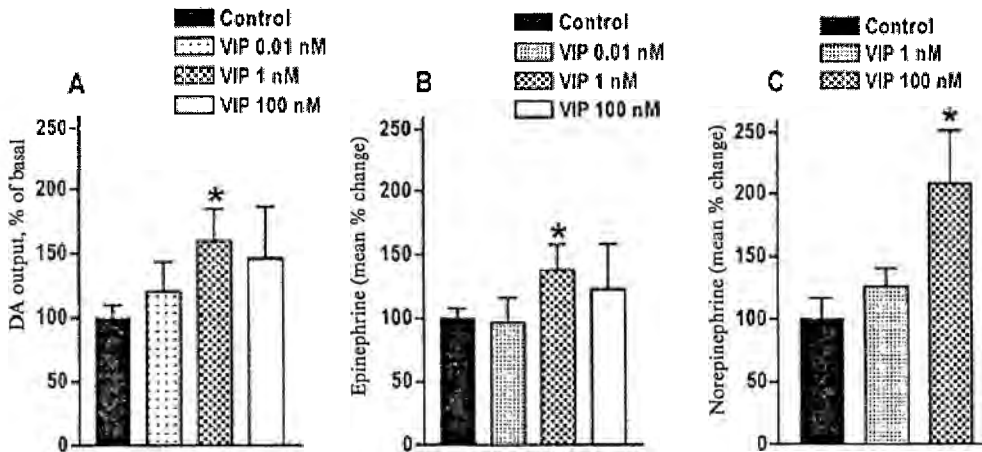 Control
VIP 0.01 nM
VIP 1 nM
VIP 100 nM
A
DA output, % of basal
250
200
150
100
50
0
*
Control
VIP 0.01 nM
VIP 1 nM
VIP 100 nM
B
Epinephrine (mean % change)
250
200
150
100
50
0
*
Control
VIP 1 nM
VIP 100 nM
C
Norepinephrine (mean % change)
250
200
150
100
50
0
*